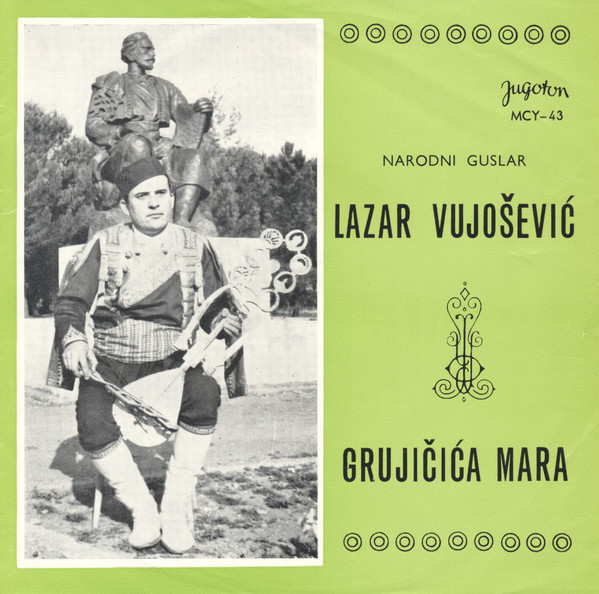 Jugoton
MCY-43
NARODNI GUSLAR
LAZAR VUJOŠEVIĆ
GRUJIČIĆA MARA